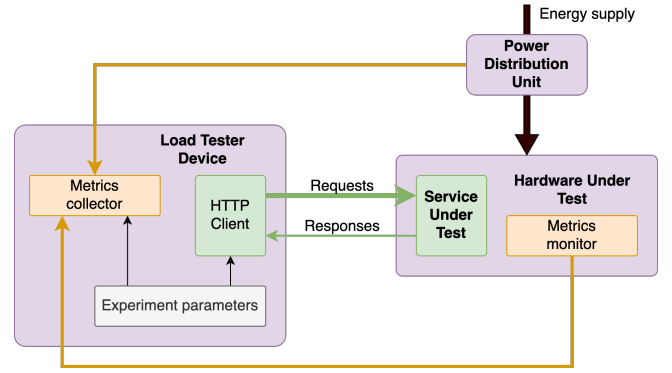 Energy supply
Power
Distribution
Unit
Load Tester
Device
Metrics
collector
HTTP
Client
Requests
Responses
Service
Under
Test
Hardware Under
Test
Metrics
monitor
Experiment parameters